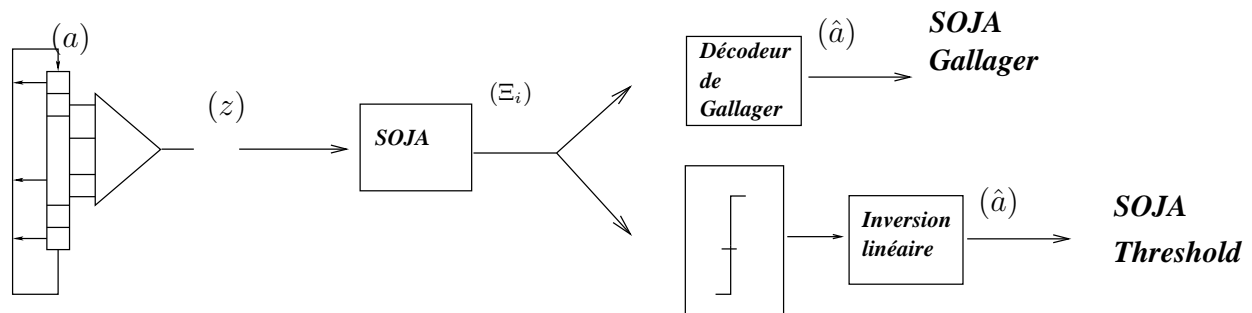 (a)
(z)
SOJA
(Ξ_i)
Décodeur
de
Gallager
(â)
SOJA
Gallager
Inversion
linéaire
(â)
SOJA
Threshold